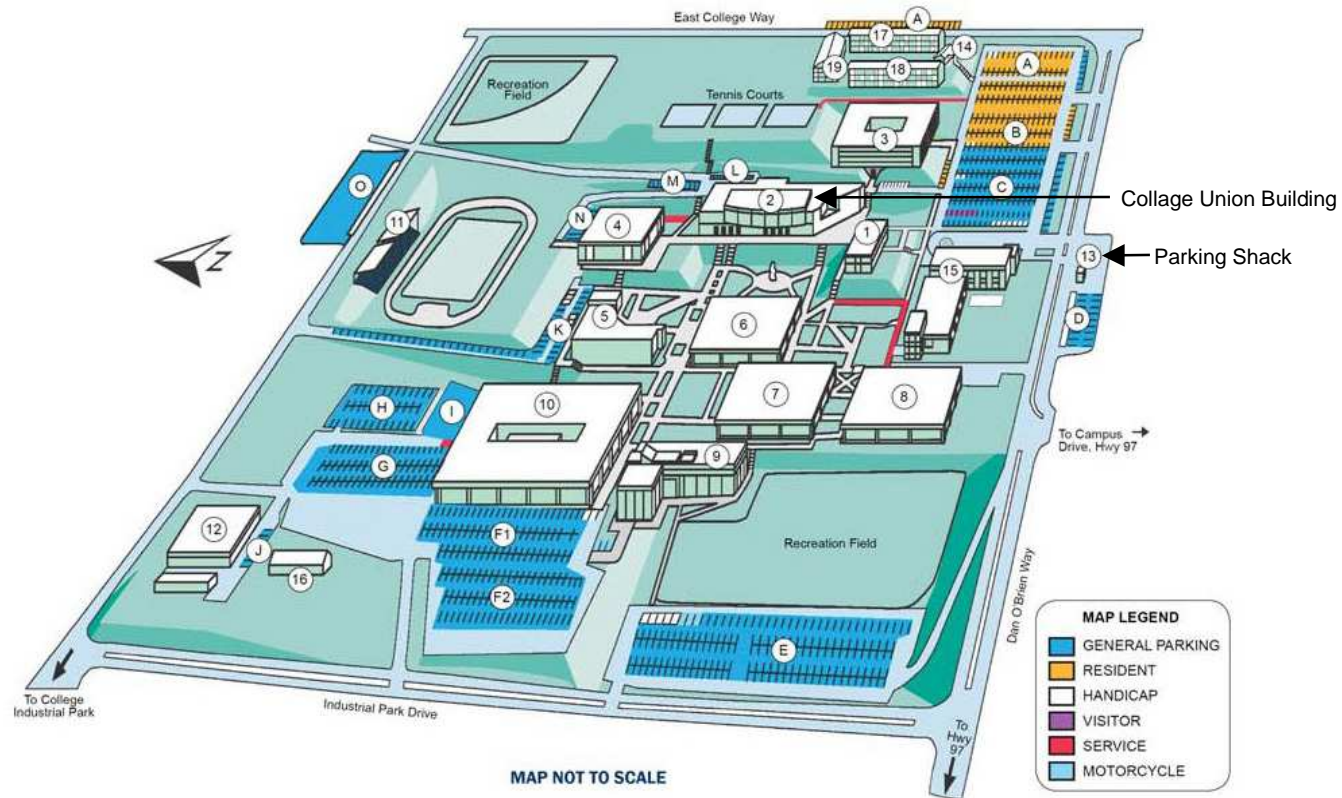 East College Way
A
17
14
19
18
A
Recreation
Field
Tennis Courts
3
B
O
M
L
C
2
Collage Union Building
11
N
4
1
Z
13
Parking Shack
15
K
5
6
D
H
I
10
7
8
To Campus
Drive, Hwy 97
G
9
12
F1
J
16
Recreation Field
F2
Dan O'Brien Way
E
MAP LEGEND
GENERAL PARKING
RESIDENT
HANDICAP
VISITOR
SERVICE
MOTORCYCLE
To College
Industrial Park
Industrial Park Drive
To
Hwy
97
MAP NOT TO SCALE